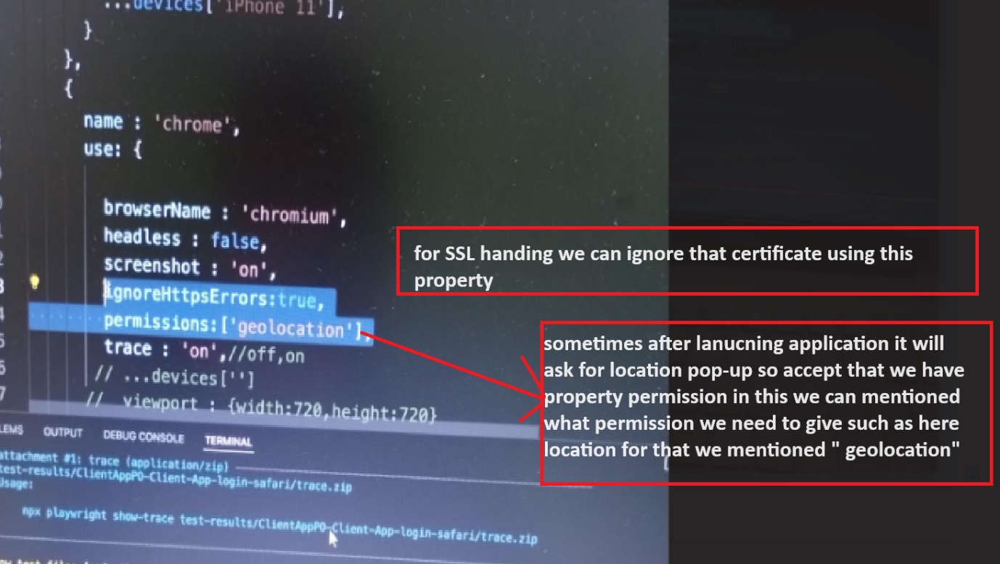 ...devices['iPhone 11'],
}
},
{
name : 'chrome',
use: {
browserName : 'chromium',
headless : false,
screenshot : 'on',
ignoreHttpsErrors:true,
permissions:['geolocation'],
trace : 'on',//off,on
// ...devices['']
// viewport : {width:720,height:720}
for SSL handing we can ignore that certificate using this
property
sometimes after lanucning application it will
ask for location pop-up so accept that we have
property permission in this we can mentioned
what permission we need to give such as here
location for that we mentioned " geolocation"
LEMS OUTPUT DEBUG CONSOLE TERMINAL
attachment #1: trace (application/zip)
test-results/ClientAppPO-Client-App-login-safari/trace.zip
Usage:
npx playwright show-trace test-results/ClientAppPO-Client-App-login-safari/trace.zip